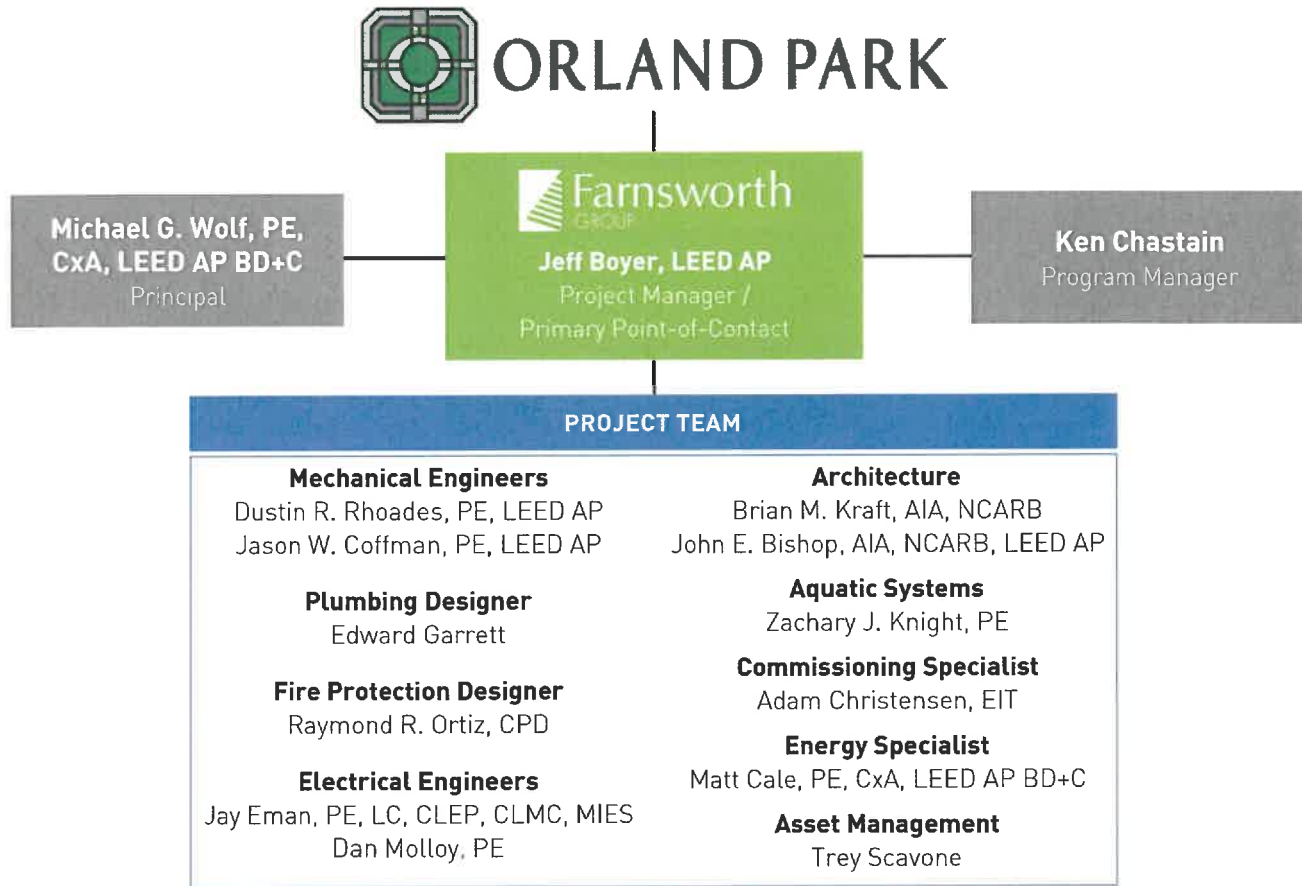 ORLAND PARK
Farnsworth
GROUP
Jeff Boyer, LEED AP
Project Manager /
Primary Point-of-Contact
Michael G. Wolf, PE,
CxA, LEED AP BD+C
Principal
Ken Chastain
Program Manager
PROJECT TEAM
Mechanical Engineers
Dustin R. Rhoades, PE, LEED AP
Jason W. Coffman, PE, LEED AP
Plumbing Designer
Edward Garrett
Fire Protection Designer
Raymond R. Ortiz, CPD
Electrical Engineers
Jay Eman, PE, LC, CLEP, CLMC, MIES
Dan Molloy, PE
Architecture
Brian M. Kraft, AIA, NCARB
John E. Bishop, AIA, NCARB, LEED AP
Aquatic Systems
Zachary J. Knight, PE
Commissioning Specialist
Adam Christensen, EIT
Energy Specialist
Matt Cale, PE, CxA, LEED AP BD+C
Asset Management
Trey Scavone